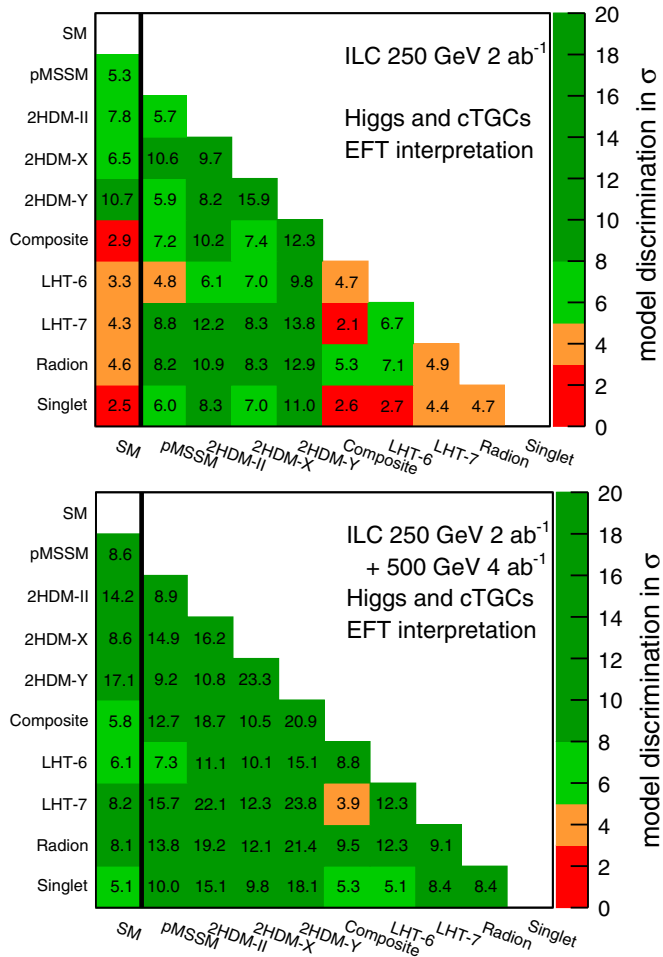 SM
pMSSM 5.3
2HDM-II 7.8 5.7
2HDM-X 6.5 10.6 9.7
2HDM-Y 10.7 5.9 8.2 15.9
Composite 2.9 7.2 10.2 7.4 12.3
LHT-6 3.3 4.8 6.1 7.0 9.8 4.7
LHT-7 4.3 8.8 12.2 8.3 13.8 2.1 6.7
Radion 4.6 8.2 10.9 8.3 12.9 5.3 7.1 4.9
Singlet 2.5 6.0 8.3 7.0 11.0 2.6 2.7 4.4 4.7
SM pMSSM 2HDM-II 2HDM-X 2HDM-Y Composite LHT-6 LHT-7 Radion Singlet
ILC 250 GeV 2 ab⁻¹
Higgs and cTGCs
EFT interpretation
20
18
16
14
12
10
8
6
4
2
0
model discrimination in σ
SM
pMSSM 8.6
2HDM-II 14.2 8.9
2HDM-X 8.6 14.9 16.2
2HDM-Y 17.1 9.2 10.8 23.3
Composite 5.8 12.7 18.7 10.5 20.9
LHT-6 6.1 7.3 11.1 10.1 15.1 8.8
LHT-7 8.2 15.7 22.1 12.3 23.8 3.9 12.3
Radion 8.1 13.8 19.2 12.1 21.4 9.5 12.3 9.1
Singlet 5.1 10.0 15.1 9.8 18.1 5.3 5.1 8.4 8.4
SM pMSSM 2HDM-II 2HDM-X 2HDM-Y Composite LHT-6 LHT-7 Radion Singlet
ILC 250 GeV 2 ab⁻¹
+ 500 GeV 4 ab⁻¹
Higgs and cTGCs
EFT interpretation
20
18
16
14
12
10
8
6
4
2
0
model discrimination in σ